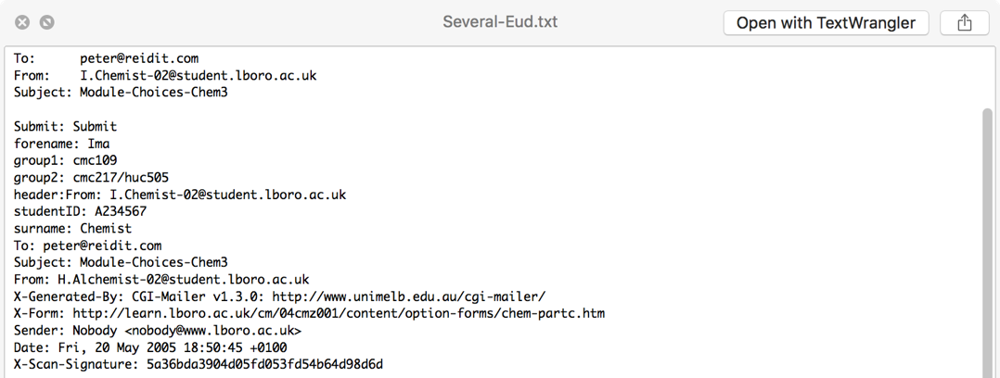 Several-Eud.txt
Open with TextWrangler
To:      peter@reidit.com
From:    I.Chemist-02@student.lboro.ac.uk
Subject: Module-Choices-Chem3
Submit: Submit
forename: Ima
group1: cmc109
group2: cmc217/huc505
header:From: I.Chemist-02@student.lboro.ac.uk
studentID: A234567
surname: Chemist
To: peter@reidit.com
Subject: Module-Choices-Chem3
From: H.Alchemist-02@student.lboro.ac.uk
X-Generated-By: CGI-Mailer v1.3.0: http://www.unimelb.edu.au/cgi-mailer/
X-Form: http://learn.lboro.ac.uk/cm/04cmz001/content/option-forms/chem-partc.htm
Sender: Nobody <nobody@www.lboro.ac.uk>
Date: Fri, 20 May 2005 18:50:45 +0100
X-Scan-Signature: 5a36bda3904d05fd053fd54b64d98d6d